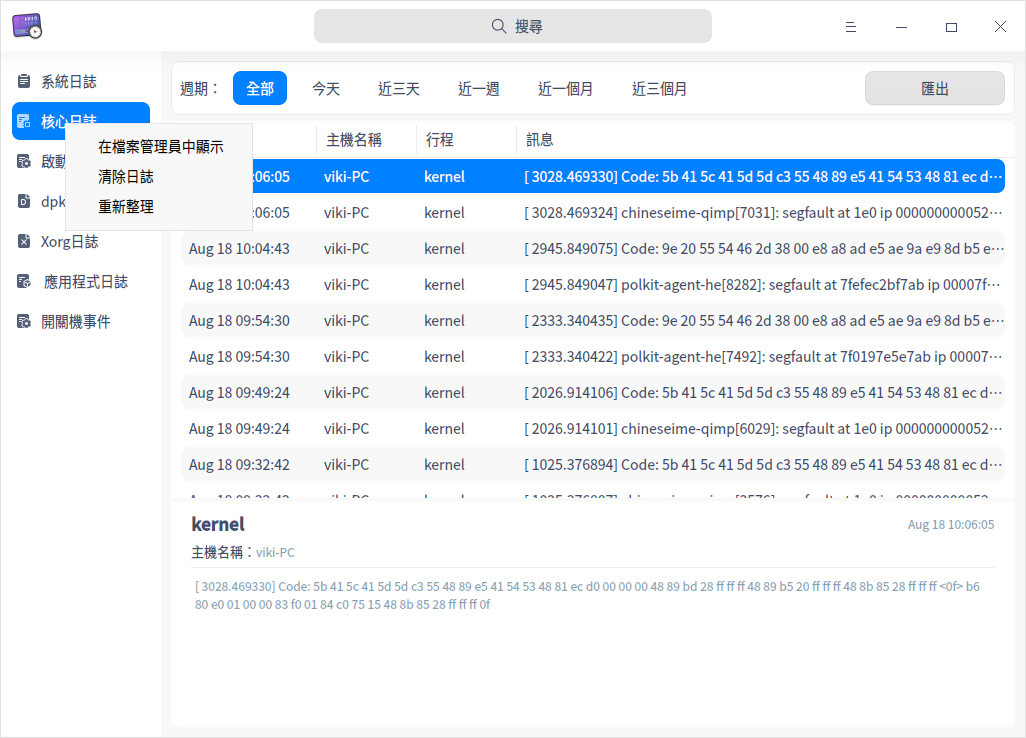 搜尋
系統日誌
核心日誌
啟動
dpk
Xorg日誌
應用程式日誌
開關機事件
在檔案管理員中顯示
清除日誌
重新整理
週期： 全部 今天 近三天 近一週 近一個月 近三個月 匯出
主機名稱 行程 訊息
:06:05 viki-PC kernel [ 3028.469330] Code: 5b 41 5c 41 5d 5d c3 55 48 89 e5 41 54 53 48 81 ec d…
:06:05 viki-PC kernel [ 3028.469324] chineseime-qimp[7031]: segfault at 1e0 ip 000000000052…
Aug 18 10:04:43 viki-PC kernel [ 2945.849075] Code: 9e 20 55 54 46 2d 38 00 e8 a8 ad e5 ae 9a e9 8d b5 e…
Aug 18 10:04:43 viki-PC kernel [ 2945.849047] polkit-agent-he[8282]: segfault at 7fefec2bf7ab ip 00007f…
Aug 18 09:54:30 viki-PC kernel [ 2333.340435] Code: 9e 20 55 54 46 2d 38 00 e8 a8 ad e5 ae 9a e9 8d b5 e…
Aug 18 09:54:30 viki-PC kernel [ 2333.340422] polkit-agent-he[7492]: segfault at 7f0197e5e7ab ip 00007…
Aug 18 09:49:24 viki-PC kernel [ 2026.914106] Code: 5b 41 5c 41 5d 5d c3 55 48 89 e5 41 54 53 48 81 ec d…
Aug 18 09:49:24 viki-PC kernel [ 2026.914101] chineseime-qimp[6029]: segfault at 1e0 ip 000000000052…
Aug 18 09:32:42 viki-PC kernel [ 1025.376894] Code: 5b 41 5c 41 5d 5d c3 55 48 89 e5 41 54 53 48 81 ec d…
kernel Aug 18 10:06:05
主機名稱：viki-PC
[ 3028.469330] Code: 5b 41 5c 41 5d 5d c3 55 48 89 e5 41 54 53 48 81 ec d0 00 00 00 48 89 bd 28 ff ff ff 48 89 b5 20 ff ff ff 48 8b 85 28 ff ff ff <0f> b6
80 e0 01 00 00 83 f0 01 84 c0 75 15 48 8b 85 28 ff ff ff 0f